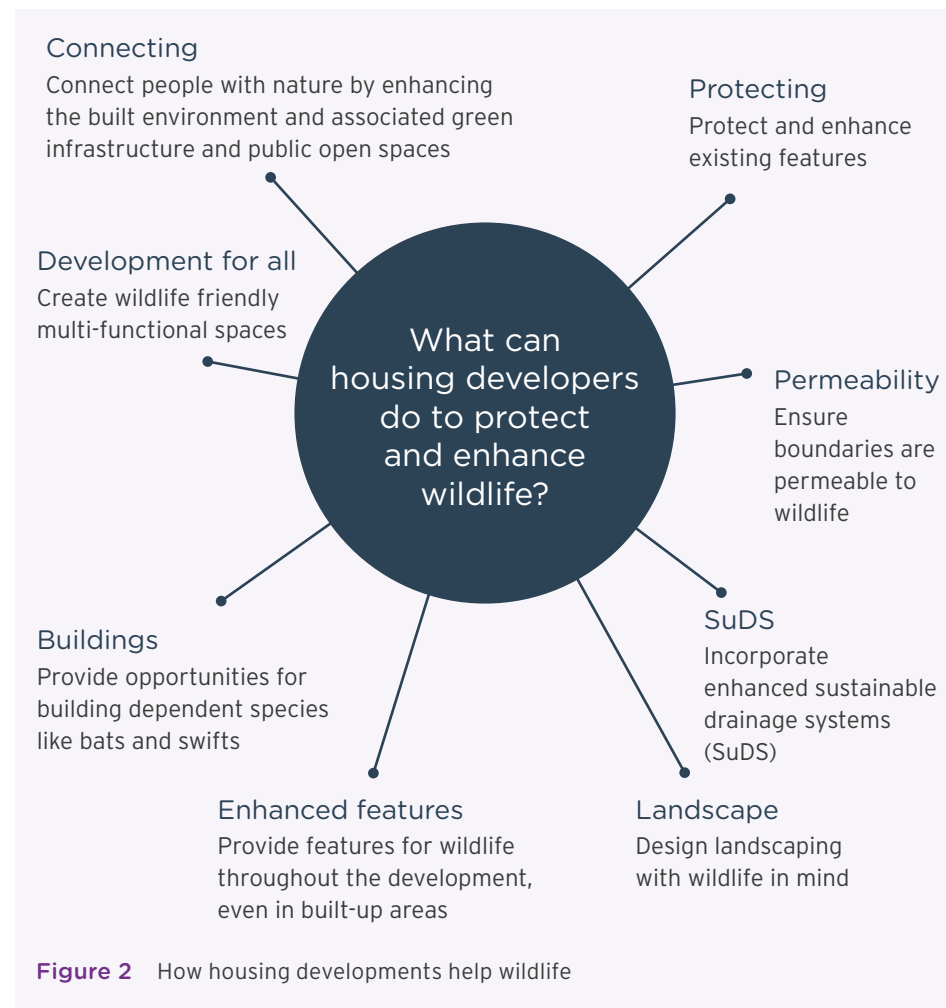 Connecting
Connect people with nature by enhancing
the built environment and associated green
infrastructure and public open spaces
Protecting
Protect and enhance
existing features
Development for all
Create wildlife friendly
multi-functional spaces
What can
housing developers
do to protect
and enhance
wildlife?
Permeability
Ensure
boundaries are
permeable to
wildlife
Buildings
Provide opportunities for
building dependent species
like bats and swifts
SuDS
Incorporate
enhanced sustainable
drainage systems
(SuDS)
Enhanced features
Provide features for wildlife
throughout the development,
even in built-up areas
Landscape
Design landscaping
with wildlife in mind
Figure 2 How housing developments help wildlife